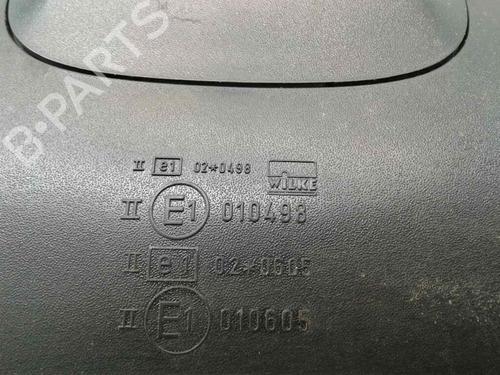 B-PARTS
II e1 02*0498 WILKE
II E1 010498
II e1 02*0605
II E1 010605